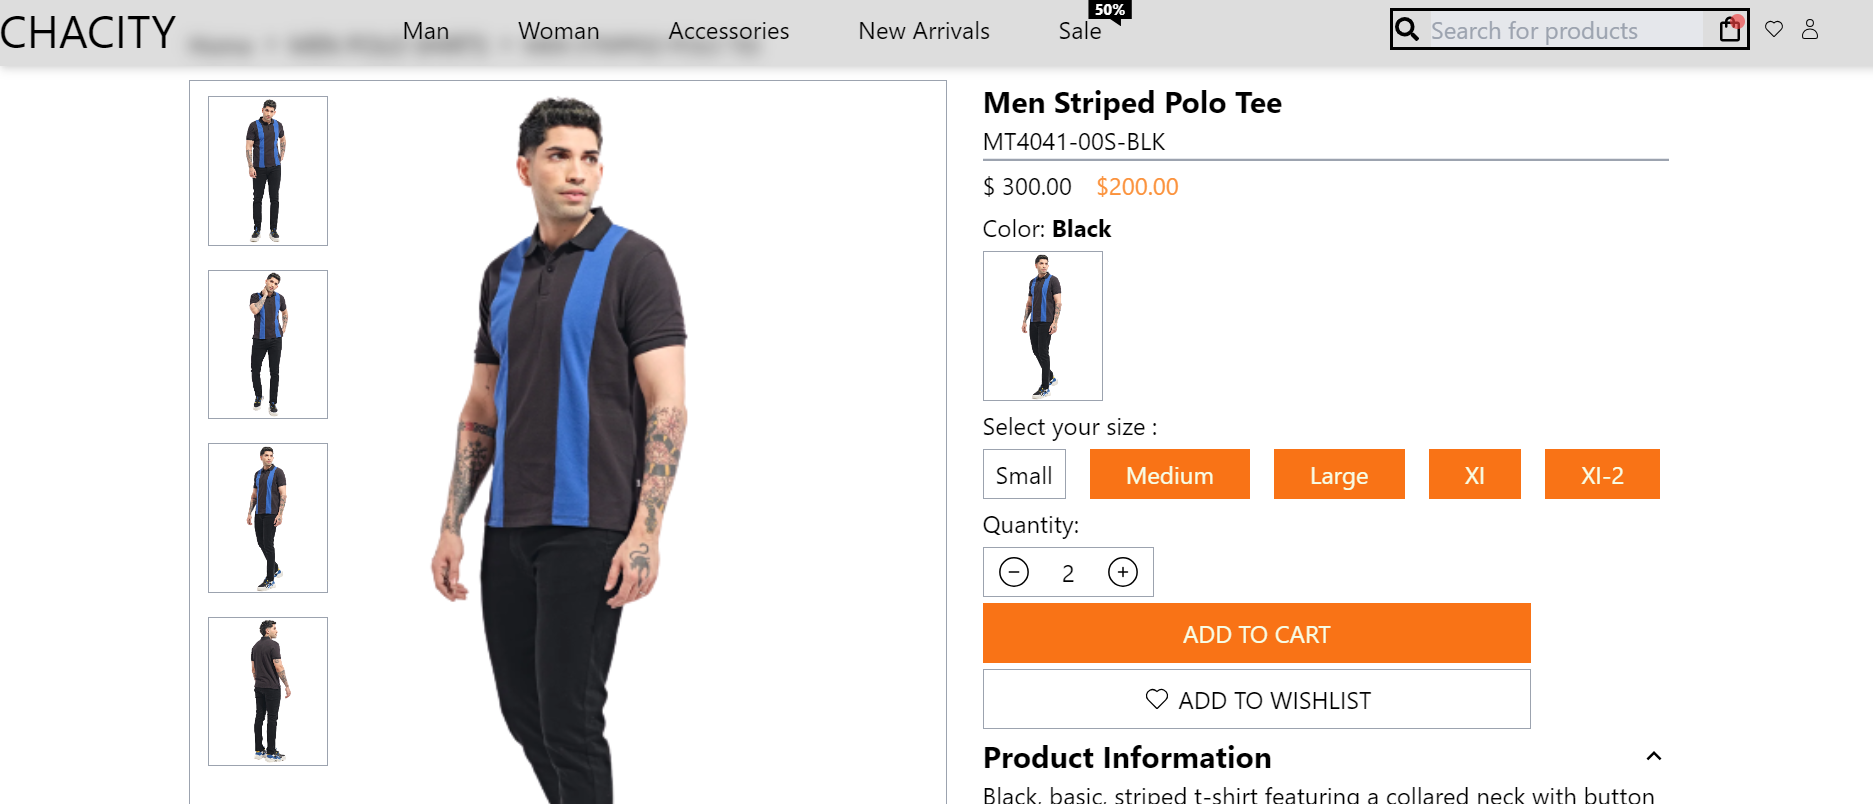 CHACITY
Man
Woman
Accessories
New Arrivals
Sale
50%
Search for products
Men Striped Polo Tee
MT4041-00S-BLK
$ 300.00 $200.00
Color: Black
Select your size :
Small Medium Large Xl Xl-2
Quantity:
2
ADD TO CART
ADD TO WISHLIST
Product Information
Black, basic, striped t-shirt featuring a collared neck with button